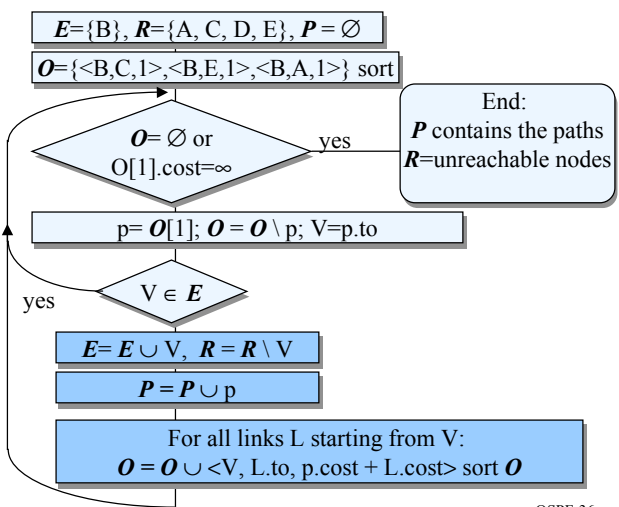 E={B}, R={A, C, D, E}, P = ∅
O={<B,C,1>,<B,E,1>,<B,A,1>} sort
End:
P contains the paths
R=unreachable nodes
O= ∅ or
O[1].cost=∞
yes
p= O[1]; O = O \ p; V=p.to
V ∈ E
yes
E= E ∪ V, R = R \ V
P = P ∪ p
For all links L starting from V:
O = O ∪ <V, L.to, p.cost + L.cost> sort O